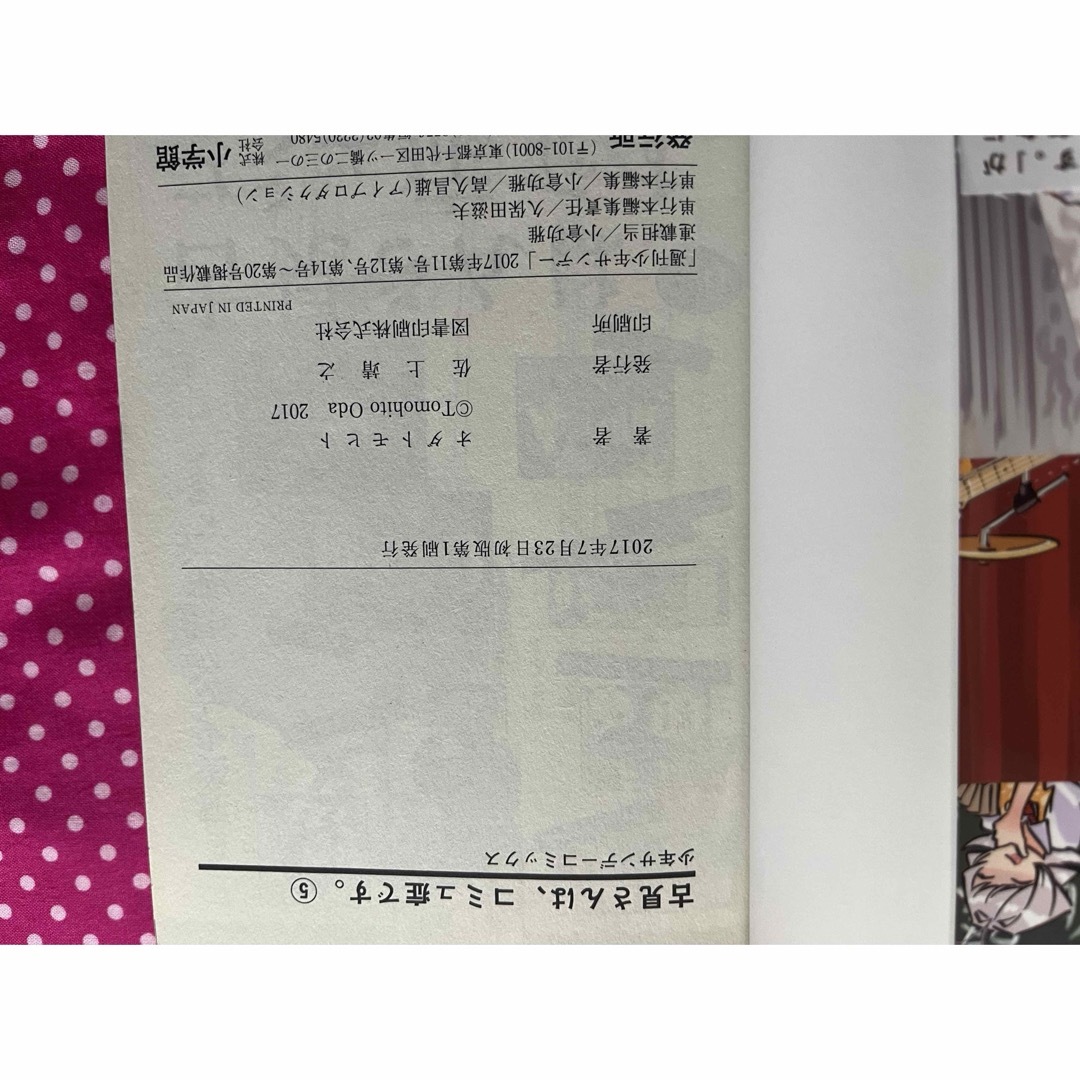 古見さんは、コミュ症です。⑤
少年サンデーコミックス
2017年7月23日初版第1刷発行
著 者 オダトモヒト
©Tomohito Oda 2017
発行者 佐上靖之
印刷所 図書印刷株式会社
PRINTED IN JAPAN
「週刊少年サンデー」2017年第11号、第12号、第14号〜第20号掲載作品
連載担当／小倉功雅
単行本編集責任／久保田滋夫
単行本編集／小倉功雅／高久昌雄(アイプロダクション)
発行所 (〒101-8001)東京都千代田区一ツ橋二の三の一 株式会社 小学館
す。」が